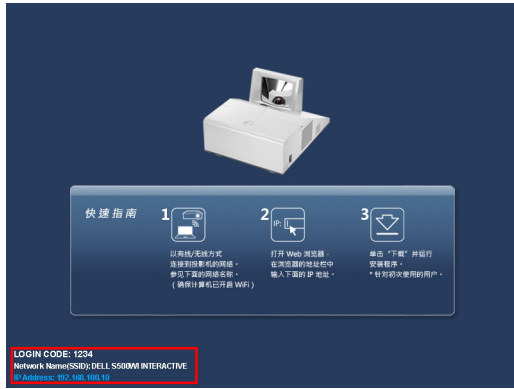 快速指南
1
以有线/无线方式
连接到投影机的网络。
参见下面的网络名称。
(确保计算机已开启 WiFi)
2
IP:
打开 Web 浏览器，
在浏览器的地址栏中
输入下面的 IP 地址。
3
单击“下载”并运行
安装程序。
*针对初次使用的用户。
LOGIN CODE: 1234
Network Name(SSID): DELL S500WI INTERACTIVE
IP Address: 192.168.100.10